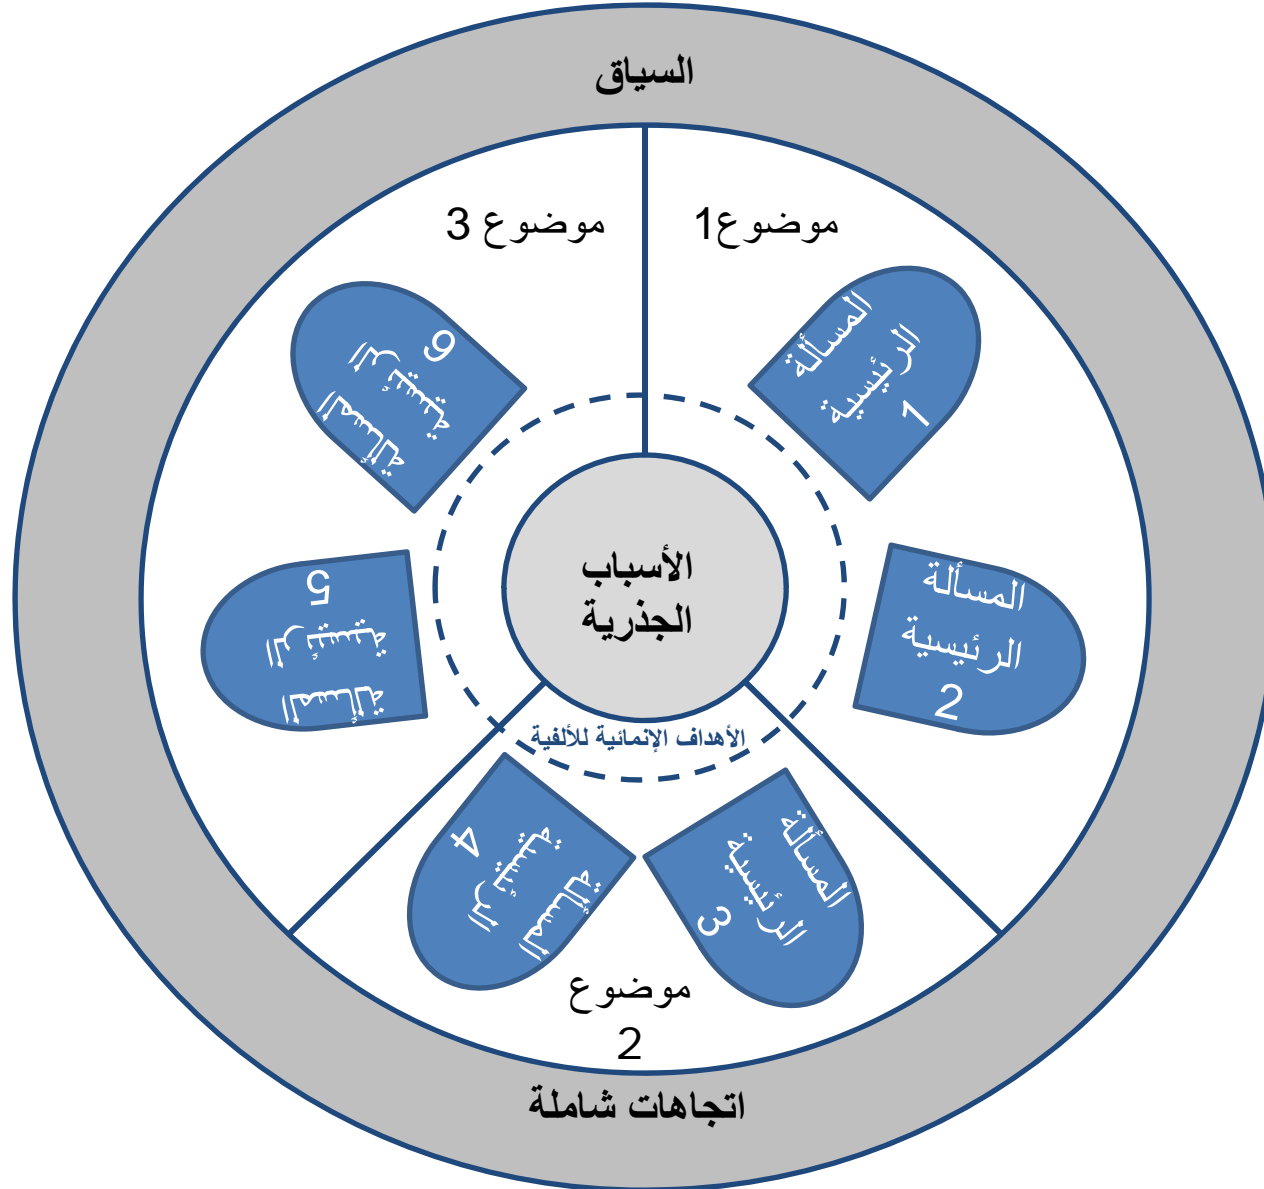 السياق
موضوع1
موضوع 3
المسألة
الرئيسية
1
المسألة
الرئيسية
6
المسألة
الرئيسية
2
المسألة
الرئيسية
5
الأسباب
الجذرية
الأهداف الإنمائية للألفية
المسألة
الرئيسية
3
المسألة
الرئيسية
4
موضوع
2
اتجاهات شاملة